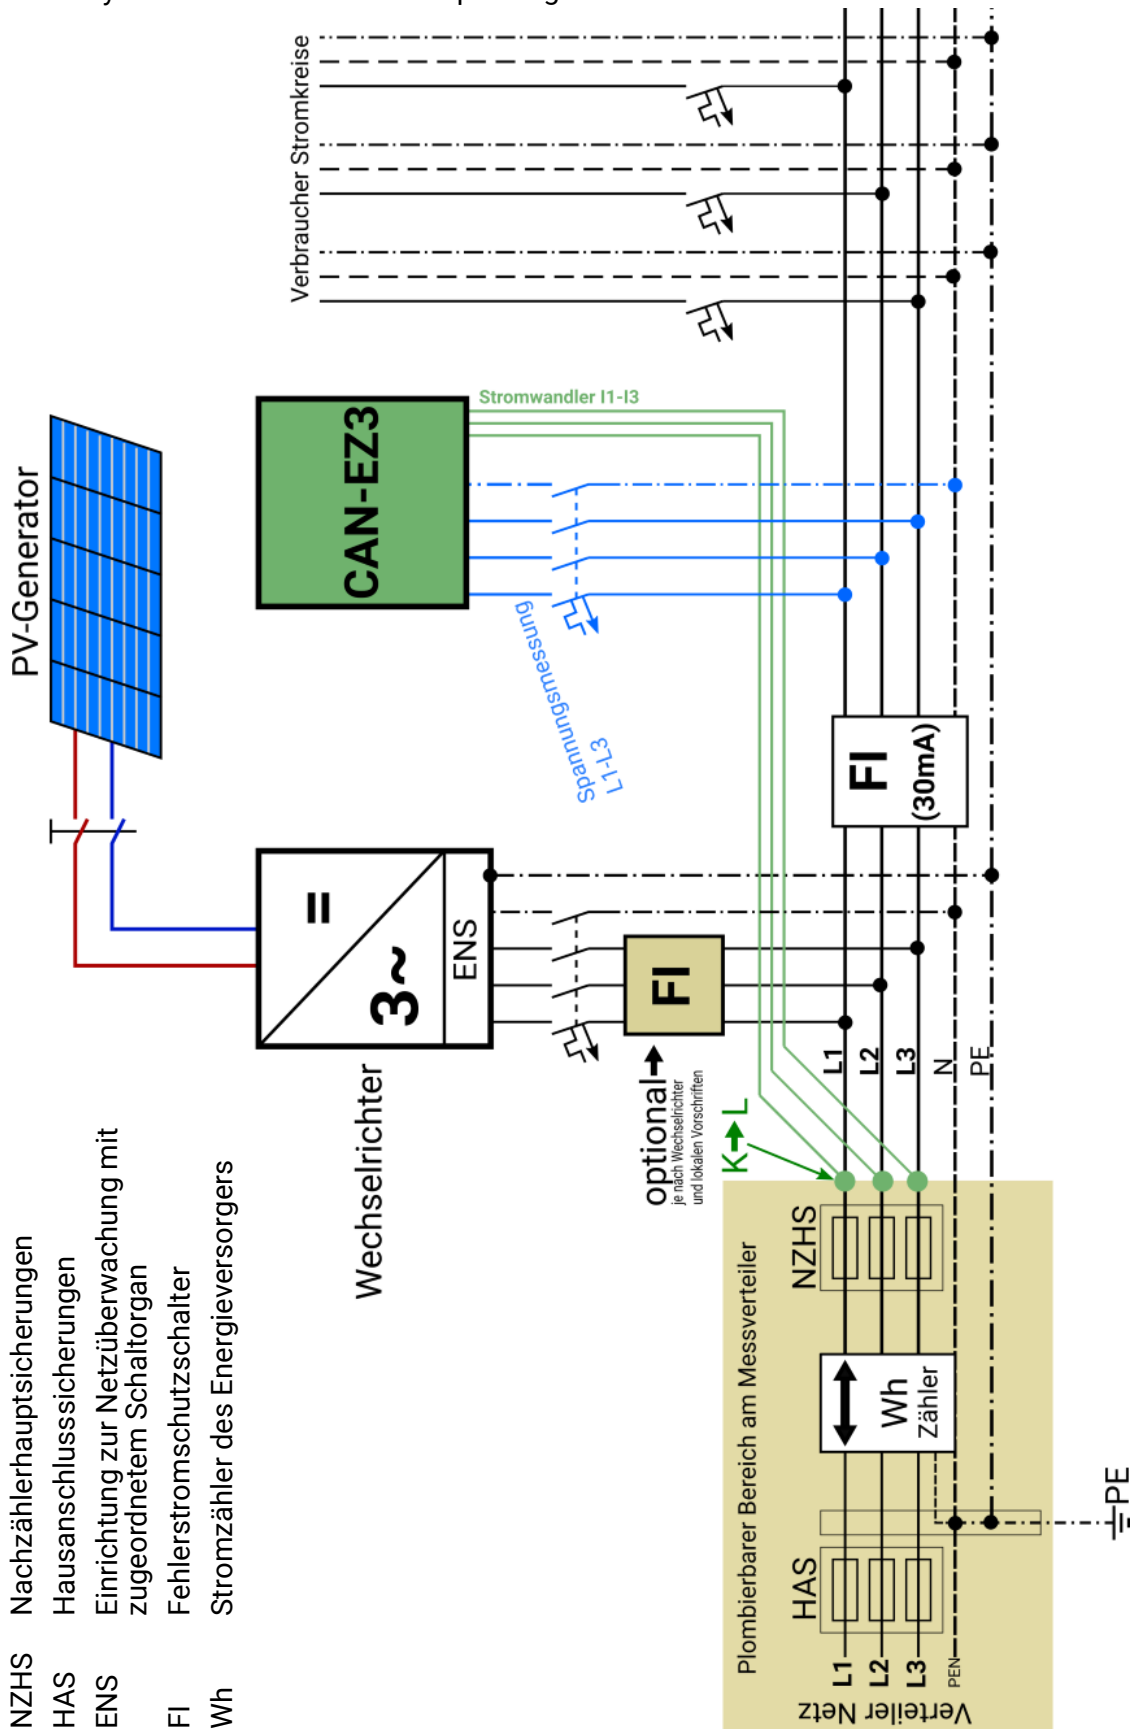 NZHS Nachzählerhauptsicherungen
HAS Hausanschlusssicherungen
ENS Einrichtung zur Netzüberwachung mit
zugeordnetem Schaltorgan
FI Fehlerstromschutzschalter
Wh Stromzähler des Energieversorgers
PV-Generator
Wechselrichter
=
3~
ENS
CAN-EZ3
Stromwandler I1-I3
Spannungsmessung
L1-L3
Verbraucher Stromkreise
FI
optional
je nach Wechselrichter
und lokalen Vorschriften
K L
FI
(30mA)
L1
L2
L3
N
PE
Plombierbarer Bereich am Messverteiler
HAS
NZHS
Wh
Zähler
L1
L2
L3
PEN
Verteiler Netz
PE